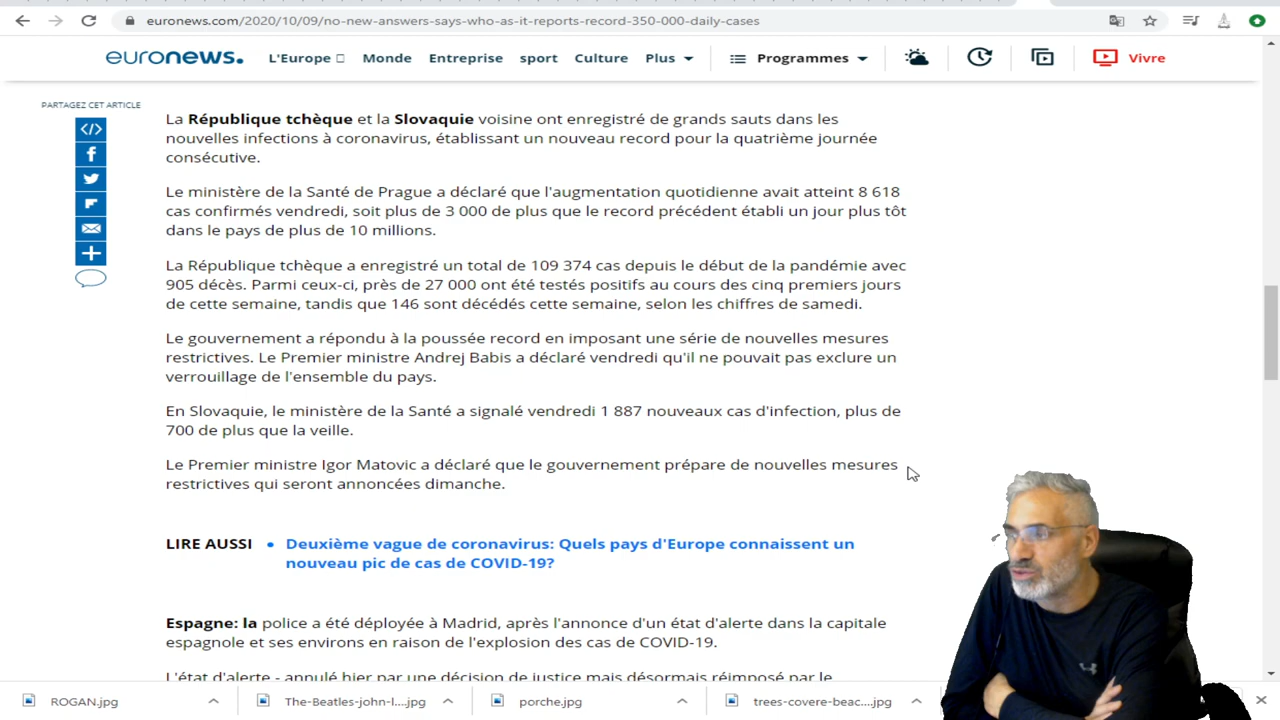 euronews.com/2020/10/09/no-new-answers-says-who-as-it-reports-record-350-000-daily-cases
euronews.
L'Europe
Monde
Entreprise
sport
Culture
Plus
Programmes
Vivre
PARTAGEZ CET ARTICLE
La République tchèque et la Slovaquie voisine ont enregistré de grands sauts dans les
nouvelles infections à coronavirus, établissant un nouveau record pour la quatrième journée
consécutive.
Le ministère de la Santé de Prague a déclaré que l'augmentation quotidienne avait atteint 8 618
cas confirmés vendredi, soit plus de 3 000 de plus que le record précédent établi un jour plus tôt
dans le pays de plus de 10 millions.
La République tchèque a enregistré un total de 109 374 cas depuis le début de la pandémie avec
905 décès. Parmi ceux-ci, près de 27 000 ont été testés positifs au cours des cinq premiers jours
de cette semaine, tandis que 146 sont décédés cette semaine, selon les chiffres de samedi.
Le gouvernement a répondu à la poussée record en imposant une série de nouvelles mesures
restrictives. Le Premier ministre Andrej Babis a déclaré vendredi qu'il ne pouvait pas exclure un
verrouillage de l'ensemble du pays.
En Slovaquie, le ministère de la Santé a signalé vendredi 1 887 nouveaux cas d'infection, plus de
700 de plus que la veille.
Le Premier ministre Igor Matovic a déclaré que le gouvernement prépare de nouvelles mesures
restrictives qui seront annoncées dimanche.
LIRE AUSSI • Deuxième vague de coronavirus: Quels pays d'Europe connaissent un
nouveau pic de cas de COVID-19?
Espagne: la police a été déployée à Madrid, après l'annonce d'un état d'alerte dans la capitale
espagnole et ses environs en raison de l'explosion des cas de COVID-19.
L'état d'alerte - annulé hier par une décision de justice mais désormais réimposé par le
ROGAN.jpg
The-Beatles-john-l....jpg
porche.jpg
trees-covere-beac....jpg